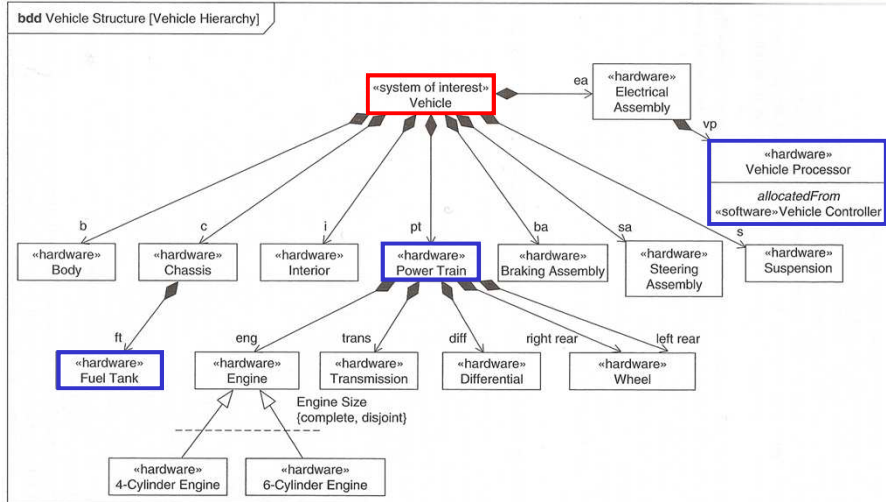 bdd Vehicle Structure [Vehicle Hierarchy]
«system of interest»
Vehicle
ea
«hardware»
Electrical
Assembly
vp
«hardware»
Vehicle Processor
allocatedFrom
«software»Vehicle Controller
b
c
i
pt
ba
sa
s
«hardware»
Body
«hardware»
Chassis
«hardware»
Interior
«hardware»
Power Train
«hardware»
Braking Assembly
«hardware»
Steering
Assembly
«hardware»
Suspension
ft
eng
trans
diff
right rear
left rear
«hardware»
Fuel Tank
«hardware»
Engine
«hardware»
Transmission
«hardware»
Differential
«hardware»
Wheel
Engine Size
{complete, disjoint}
«hardware»
4-Cylinder Engine
«hardware»
6-Cylinder Engine